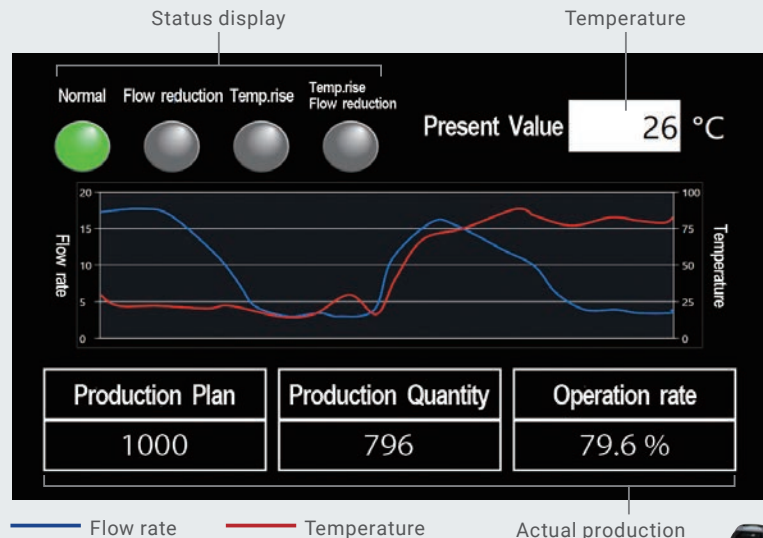 Status display
Temperature
Normal
Flow reduction
Temp.rise
Temp.rise
Flow reduction
Present Value
26 °C
20
15
10
5
0
Flow rate
100
75
50
25
0
Temperature
Production Plan
Production Quantity
Operation rate
1000
796
79.6 %
Flow rate
Temperature
Actual production